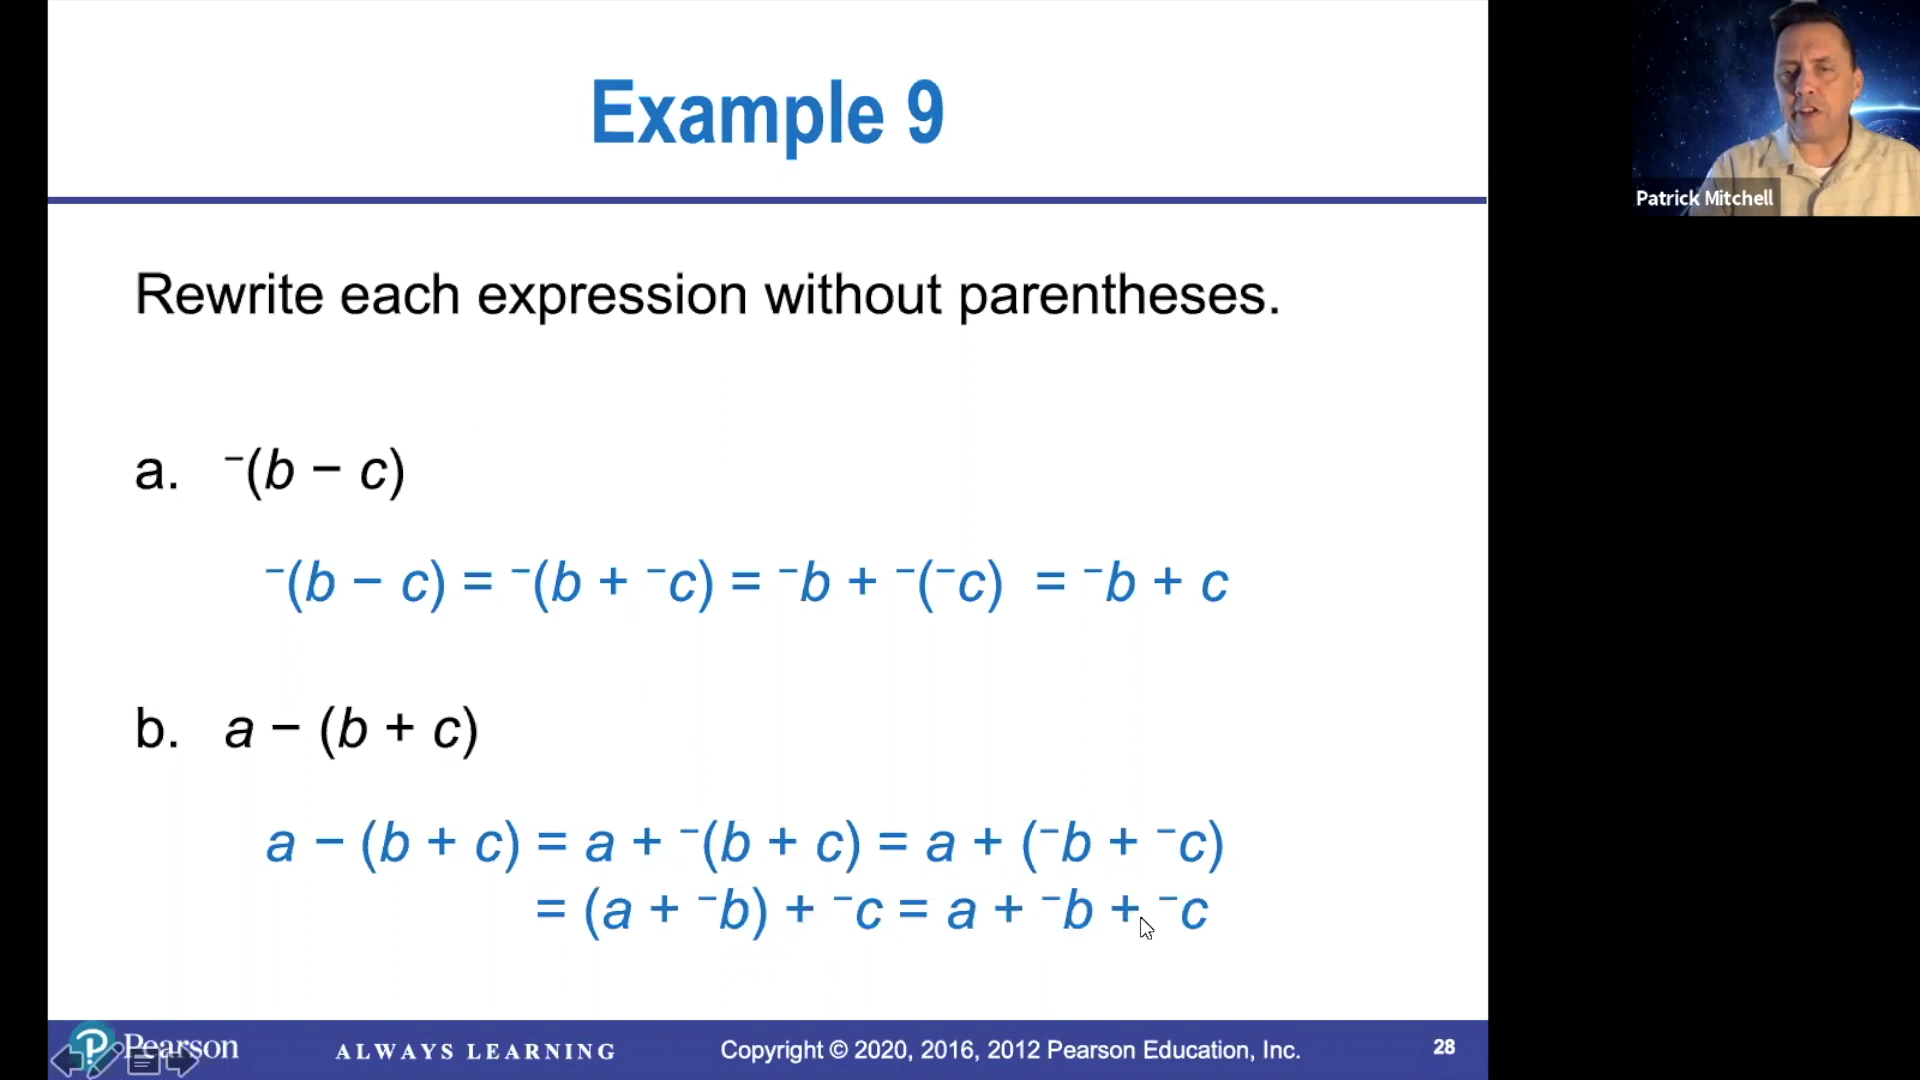 Example 9
Patrick Mitchell
Rewrite each expression without parentheses.
a. ⁻(b − c)
⁻(b − c) = ⁻(b + ⁻c) = ⁻b + ⁻(⁻c) = ⁻b + c
b. a − (b + c)
a − (b + c) = a + ⁻(b + c) = a + (⁻b + ⁻c)
= (a + ⁻b) + ⁻c = a + ⁻b + ⁻c
Pearson
ALWAYS LEARNING
Copyright © 2020, 2016, 2012 Pearson Education, Inc.
28